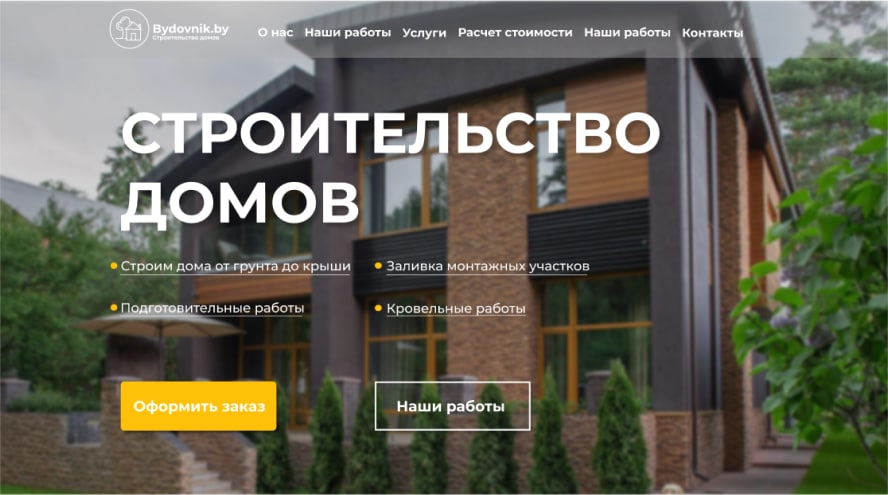 Bydovnik.by
Строительство домов
О нас Наши работы Услуги Расчет стоимости Наши работы Контакты
СТРОИТЕЛЬСТВО
ДОМОВ
Строим дома от грунта до крыши Заливка монтажных участков
Подготовительные работы Кровельные работы
Оформить заказ Наши работы